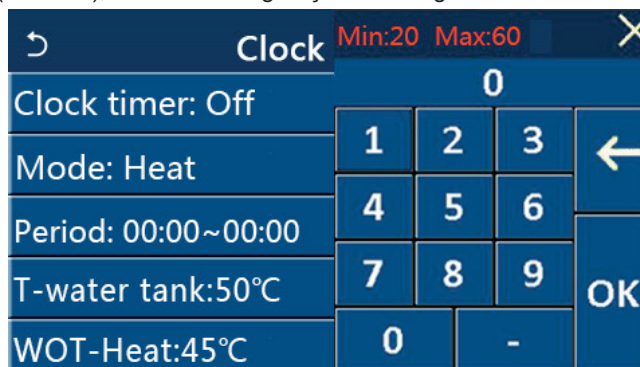 Clock
Clock timer: Off
Mode: Heat
Period: 00:00~00:00
T-water tank:50℃
WOT-Heat:45℃
Min:20 Max:60
0
1 2 3
4 5 6
7 8 9
OK
0 -